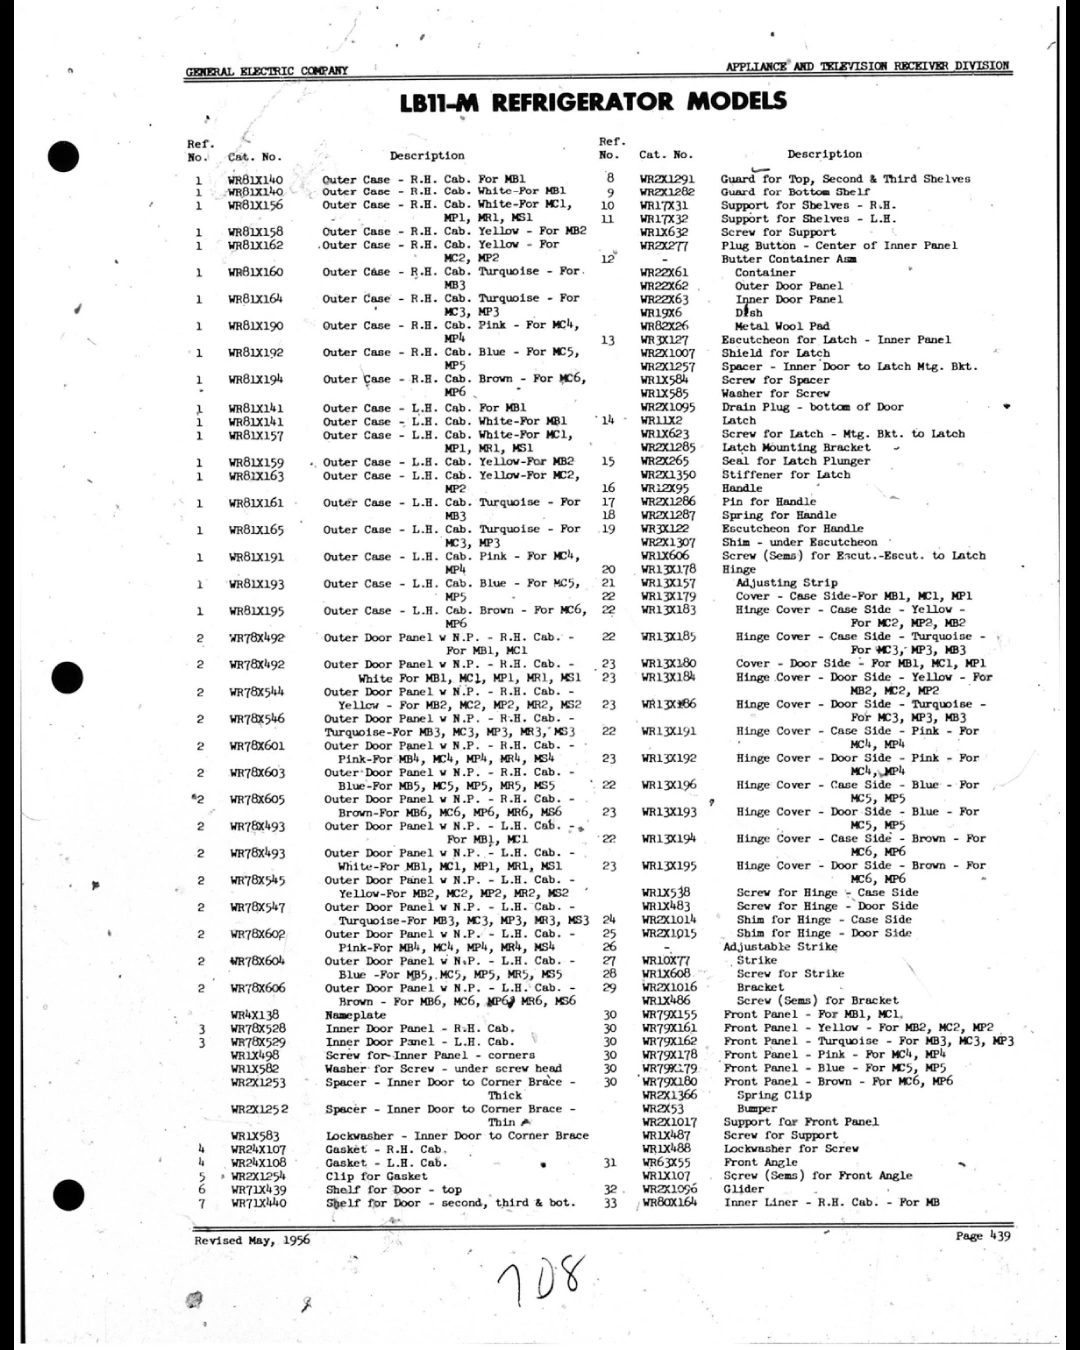 GENERAL ELECTRIC COMPANY
APPLIANCE AND TELEVISION RECEIVER DIVISION
LB11-M REFRIGERATOR MODELS
Ref.
No. Cat. No. Description
1 WR81X140 Outer Case - R.H. Cab. For MB1
1 WR81X140 Outer Case - R.H. Cab. White-For MB1
1 WR81X156 Outer Case - R.H. Cab. White-For MC1,
MP1, MR1, MS1
1 WR81X158 Outer Case - R.H. Cab. Yellow - For MB2
1 WR81X162 Outer Case - R.H. Cab. Yellow - For
MC2, MP2
1 WR81X160 Outer Case - R.H. Cab. Turquoise - For
MB3
1 WR81X164 Outer Case - R.H. Cab. Turquoise - For
MC3, MP3
1 WR81X190 Outer Case - R.H. Cab. Pink - For MC4,
MP4
1 WR81X192 Outer Case - R.H. Cab. Blue - For MC5,
MP5
1 WR81X194 Outer Case - R.H. Cab. Brown - For MC6,
MP6
1 WR81X141 Outer Case - L.H. Cab. For MB1
1 WR81X141 Outer Case - L.H. Cab. White-For MB1
1 WR81X157 Outer Case - L.H. Cab. White-For MC1,
MP1, MR1, MS1
1 WR81X159 Outer Case - L.H. Cab. Yellow-For MB2
1 WR81X163 Outer Case - L.H. Cab. Yellow-For MC2,
MP2
1 WR81X161 Outer Case - L.H. Cab. Turquoise - For
MB3
1 WR81X165 Outer Case - L.H. Cab. Turquoise - For
MC3, MP3
1 WR81X191 Outer Case - L.H. Cab. Pink - For MC4,
MP4
1 WR81X193 Outer Case - L.H. Cab. Blue - For MC5,
MP5
1 WR81X195 Outer Case - L.H. Cab. Brown - For MC6,
MP6
2 WR78X492 Outer Door Panel w N.P. - R.H. Cab. -
For MB1, MC1
2 WR78X492 Outer Door Panel w N.P. - R.H. Cab. -
White For MB1, MC1, MP1, MR1, MS1
2 WR78X544 Outer Door Panel w N.P. - R.H. Cab. -
Yellow - For MB2, MC2, MP2, MR2, MS2
2 WR78X546 Outer Door Panel w N.P. - R.H. Cab. -
Turquoise-For MB3, MC3, MP3, MR3, MS3
2 WR78X601 Outer Door Panel w N.P. - R.H. Cab. -
Pink-For MB4, MC4, MP4, MR4, MS4
2 WR78X603 Outer Door Panel w N.P. - R.H. Cab. -
Blue-For MB5, MC5, MP5, MR5, MS5
*2 WR78X605 Outer Door Panel w N.P. - R.H. Cab. -
Brown-For MB6, MC6, MP6, MR6, MS6
2 WR78X493 Outer Door Panel w N.P. - L.H. Cab. -
For MB1, MC1
2 WR78X493 Outer Door Panel w N.P. - L.H. Cab. -
White-For MB1, MC1, MP1, MR1, MS1
2 WR78X545 Outer Door Panel w N.P. - L.H. Cab. -
Yellow-For MB2, MC2, MP2, MR2, MS2
2 WR78X547 Outer Door Panel w N.P. - L.H. Cab. -
Turquoise-For MB3, MC3, MP3, MR3, MS3
2 WR78X602 Outer Door Panel w N.P. - L.H. Cab. -
Pink-For MB4, MC4, MP4, MR4, MS4
2 WR78X604 Outer Door Panel w N.P. - L.H. Cab. -
Blue -For MB5, MC5, MP5, MR5, MS5
2 WR78X606 Outer Door Panel w N.P. - L.H. Cab. -
Brown - For MB6, MC6, MP6, MR6, MS6
WR4X138 Nameplate
3 WR78X528 Inner Door Panel - R.H. Cab.
3 WR78X529 Inner Door Panel - L.H. Cab.
WR1X498 Screw for Inner Panel - corners
WR1X582 Washer for Screw - under screw head
WR2X1253 Spacer - Inner Door to Corner Brace -
Thick
WR2X1252 Spacer - Inner Door to Corner Brace -
Thin
WR1X583 Lockwasher - Inner Door to Corner Brace
4 WR24X107 Gasket - R.H. Cab.
4 WR24X108 Gasket - L.H. Cab.
5 WR2X1254 Clip for Gasket
6 WR71X439 Shelf for Door - top
7 WR71X440 Shelf for Door - second, third & bot.
Ref.
No. Cat. No. Description
8 WR2X1291 Guard for Top, Second & Third Shelves
9 WR2X1282 Guard for Bottom Shelf
10 WR17X31 Support for Shelves - R.H.
11 WR17X32 Support for Shelves - L.H.
WR1X632 Screw for Support
WR2X277 Plug Button - Center of Inner Panel
12 - Butter Container Asm
WR22X61 Container
WR22X62 Outer Door Panel
WR22X63 Inner Door Panel
WR19X6 Dish
WR82X26 Metal Wool Pad
13 WR3X127 Escutcheon for Latch - Inner Panel
WR2X1007 Shield for Latch
WR2X1257 Spacer - Inner Door to Latch Mtg. Bkt.
WR1X584 Screw for Spacer
WR1X585 Washer for Screw
WR2X1095 Drain Plug - bottom of Door
14 WR11X2 Latch
WR1X623 Screw for Latch - Mtg. Bkt. to Latch
WR2X1285 Latch Mounting Bracket
15 WR2X265 Seal for Latch Plunger
WR2X1350 Stiffener for Latch
16 WR12X95 Handle
17 WR2X1286 Pin for Handle
18 WR2X1287 Spring for Handle
19 WR3X122 Escutcheon for Handle
WR2X1307 Shim - under Escutcheon
WR1X606 Screw (Sems) for Escut.-Escut. to Latch
20 WR13X178 Hinge
21 WR13X157 Adjusting Strip
22 WR13X179 Cover - Case Side-For MB1, MC1, MP1
22 WR13X183 Hinge Cover - Case Side - Yellow -
For MC2, MP2, MB2
22 WR13X185 Hinge Cover - Case Side - Turquoise -
For MC3, MP3, MB3
23 WR13X180 Cover - Door Side - For MB1, MC1, MP1
23 WR13X184 Hinge Cover - Door Side - Yellow - For
MB2, MC2, MP2
23 WR13X186 Hinge Cover - Door Side - Turquoise -
For MC3, MP3, MB3
22 WR13X191 Hinge Cover - Case Side - Pink - For
MC4, MP4
23 WR13X192 Hinge Cover - Door Side - Pink - For
MC4, MP4
22 WR13X196 Hinge Cover - Case Side - Blue - For
MC5, MP5
23 WR13X193 Hinge Cover - Door Side - Blue - For
MC5, MP5
22 WR13X194 Hinge Cover - Case Side - Brown - For
MC6, MP6
23 WR13X195 Hinge Cover - Door Side - Brown - For
MC6, MP6
WR1X538 Screw for Hinge - Case Side
WR1X483 Screw for Hinge - Door Side
24 WR2X1014 Shim for Hinge - Case Side
25 WR2X1015 Shim for Hinge - Door Side
26 - Adjustable Strike
27 WR10X77 Strike
28 WR1X608 Screw for Strike
29 WR2X1016 Bracket
WR1X486 Screw (Sems) for Bracket
30 WR79X155 Front Panel - For MB1, MC1,
30 WR79X161 Front Panel - Yellow - For MB2, MC2, MP2
30 WR79X162 Front Panel - Turquoise - For MB3, MC3, MP3
30 WR79X178 Front Panel - Pink - For MC4, MP4
30 WR79X179 Front Panel - Blue - For MC5, MP5
30 WR79X180 Front Panel - Brown - For MC6, MP6
WR2X1366 Spring Clip
WR2X53 Bumper
WR2X1017 Support for Front Panel
WR1X487 Screw for Support
WR1X488 Lockwasher for Screw
31 WR63X55 Front Angle
WR1X107 Screw (Sems) for Front Angle
32 WR2X1096 Glider
33 WR80X164 Inner Liner - R.H. Cab. - For MB
Revised May, 1956
Page 439
708